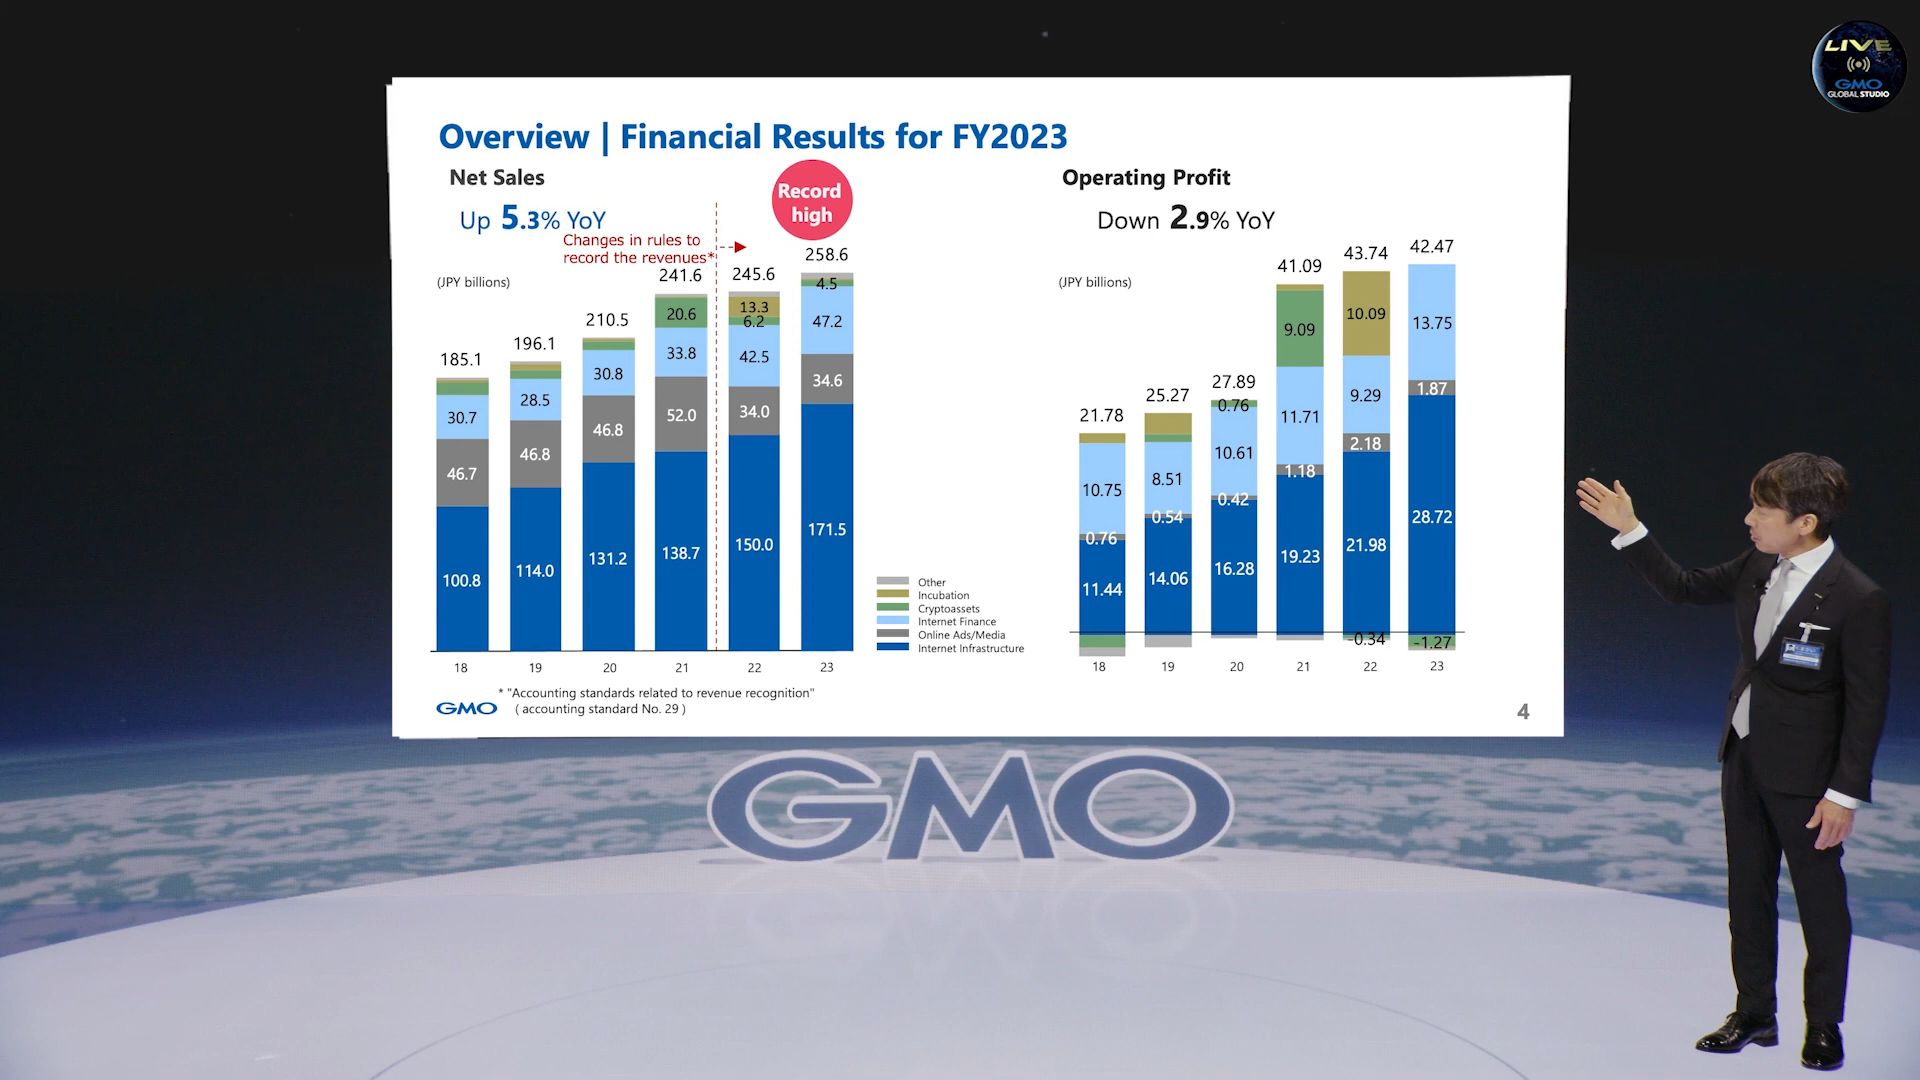 LIVE
GMO
GLOBAL STUDIO
Overview | Financial Results for FY2023
Net Sales
Up 5.3% YoY
Record
high
Changes in rules to
record the revenues*
(JPY billions)
185.1
196.1
210.5
241.6
245.6
258.6
30.7
46.7
100.8
28.5
46.8
114.0
30.8
46.8
131.2
20.6
33.8
52.0
138.7
13.3
6.2
42.5
34.0
150.0
4.5
47.2
34.6
171.5
18 19 20 21 22 23
Other
Incubation
Cryptoassets
Internet Finance
Online Ads/Media
Internet Infrastructure
* "Accounting standards related to revenue recognition"
( accounting standard No. 29 )
GMO
Operating Profit
Down 2.9% YoY
(JPY billions)
21.78
25.27
27.89
41.09
43.74
42.47
10.75
0.76
11.44
8.51
0.54
14.06
0.76
10.61
0.42
16.28
9.09
11.71
1.18
19.23
10.09
9.29
2.18
21.98
-0.34
13.75
1.87
28.72
-1.27
18 19 20 21 22 23
4
GMO